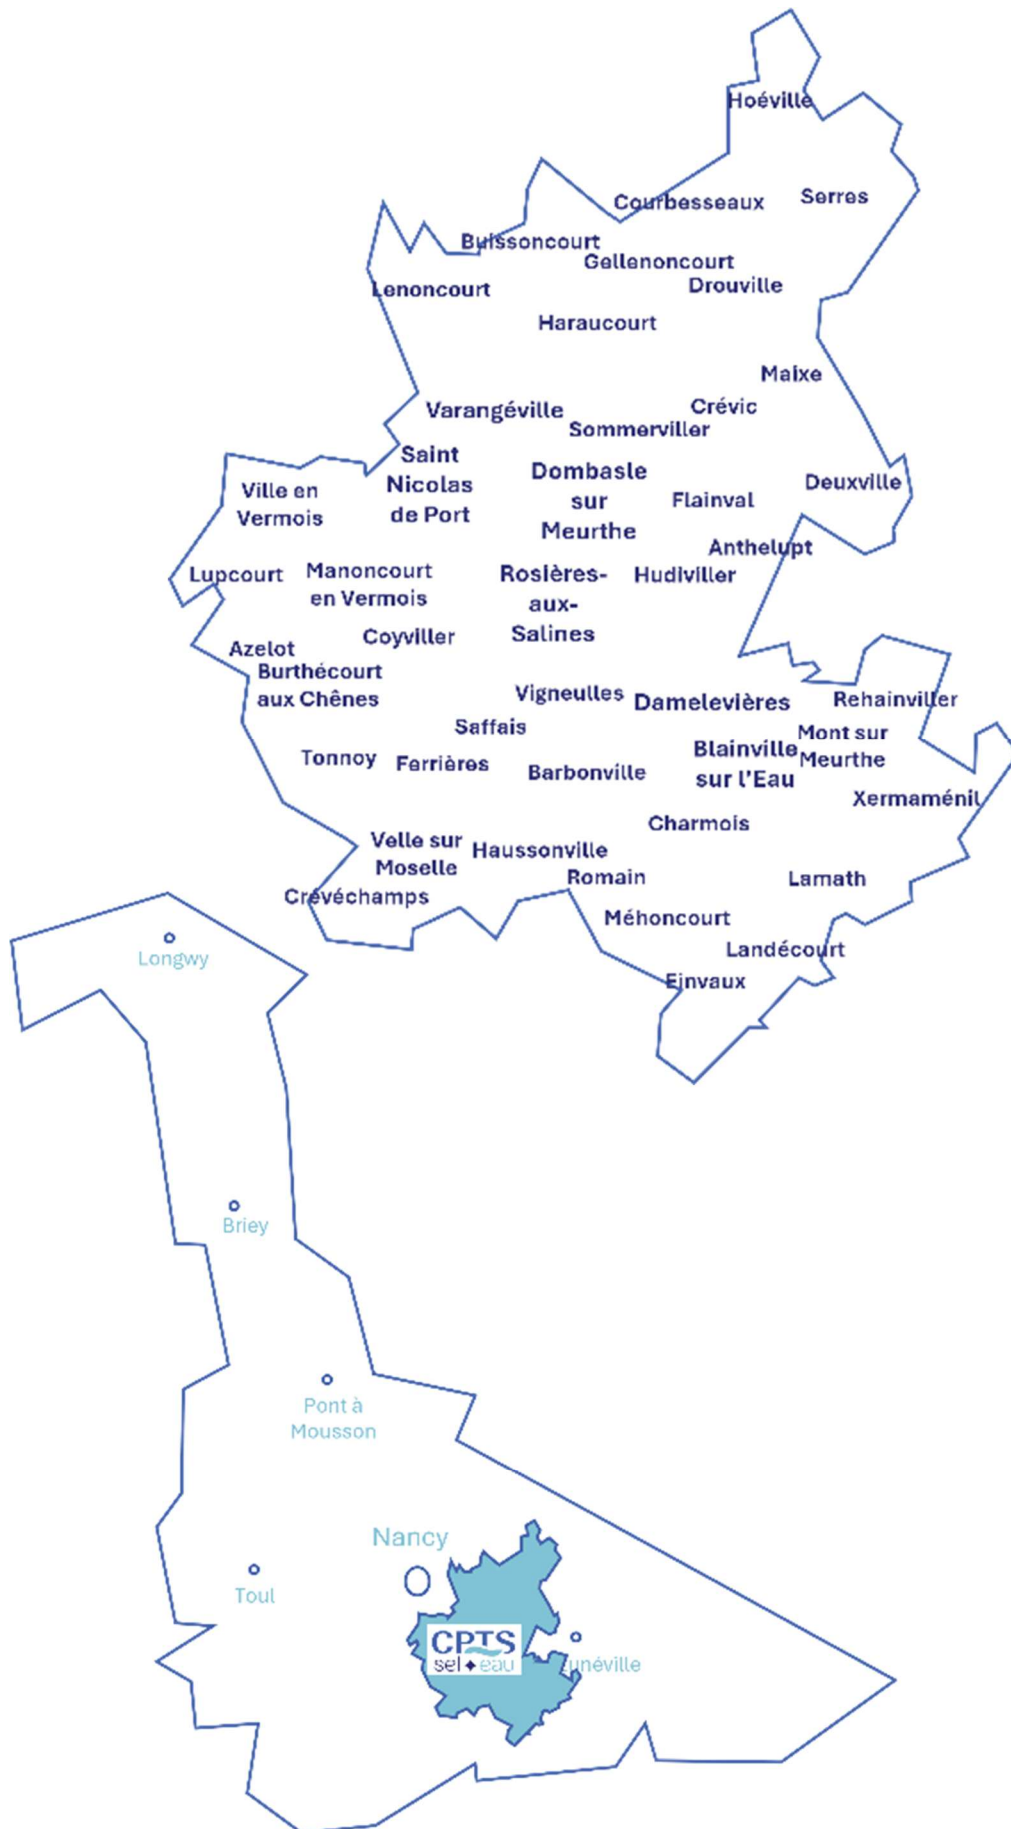 Hoéville
Serres
Courbesseaux
Buissoncourt
Gellenoncourt
Drouville
Lenoncourt
Haraucourt
Maixe
Crévic
Varangéville
Sommerviller
Saint
Nicolas
de Port
Dombasle
sur
Meurthe
Deuxville
Ville en
Vermois
Flainval
Anthelupt
Lupcourt
Manoncourt
en Vermois
Rosières-
aux-
Salines
Hudiviller
Coyviller
Azelot
Burthécourt
aux Chênes
Vigneulles
Damelevières
Rehainviller
Saffais
Mont sur
Meurthe
Blainville
sur l'Eau
Tonnoy
Ferrières
Barbonville
Xermaménil
Charmois
Velle sur
Moselle
Haussonville
Romain
Lamath
Crévéchamps
Méhoncourt
Landécourt
Einvaux
Longwy
Briey
Pont à
Mousson
Nancy
Toul
CPTS
sel eau
unéville